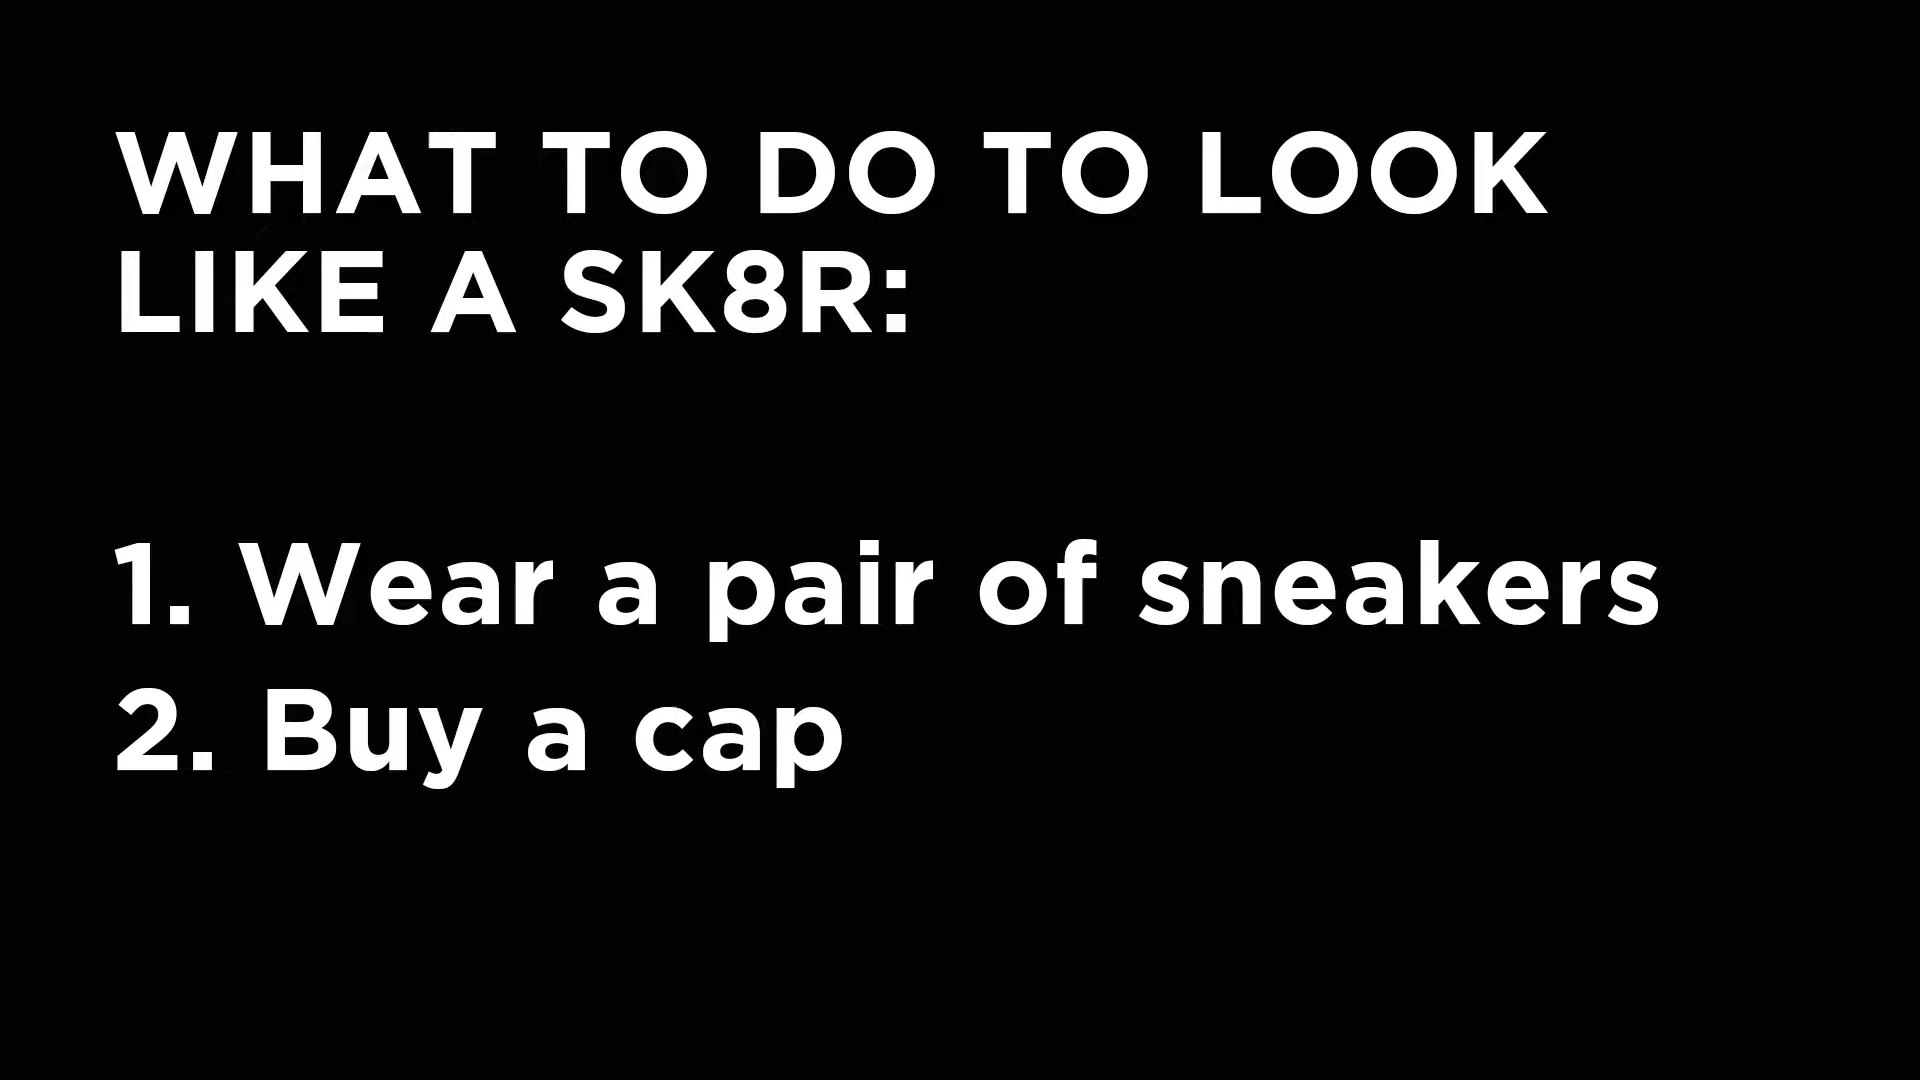 WHAT TO DO TO LOOK
LIKE A SK8R:
1. Wear a pair of sneakers
2. Buy a cap